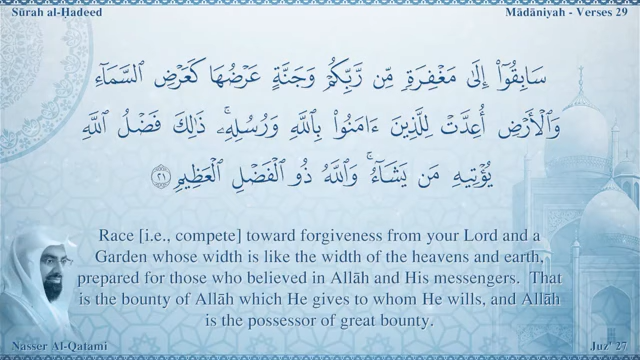 Sūrah al-Ḥadeed
Mādāniyah - Verses 29
سَابِقُوٓا۟ إِلَىٰ مَغْفِرَةٍ مِّن رَّبِّكُمْ وَجَنَّةٍ عَرْضُهَا كَعَرْضِ ٱلسَّمَآءِ
وَٱلْأَرْضِ أُعِدَّتْ لِلَّذِينَ ءَامَنُوا۟ بِٱللَّهِ وَرُسُلِهِۦ ۚ ذَٰلِكَ فَضْلُ ٱللَّهِ
يُؤْتِيهِ مَن يَشَآءُ ۚ وَٱللَّهُ ذُو ٱلْفَضْلِ ٱلْعَظِيمِ ٢١
Race [i.e., compete] toward forgiveness from your Lord and a
Garden whose width is like the width of the heavens and earth,
prepared for those who believed in Allāh and His messengers. That
is the bounty of Allāh which He gives to whom He wills, and Allāh
is the possessor of great bounty.
Nasser Al-Qatami
Juz' 27